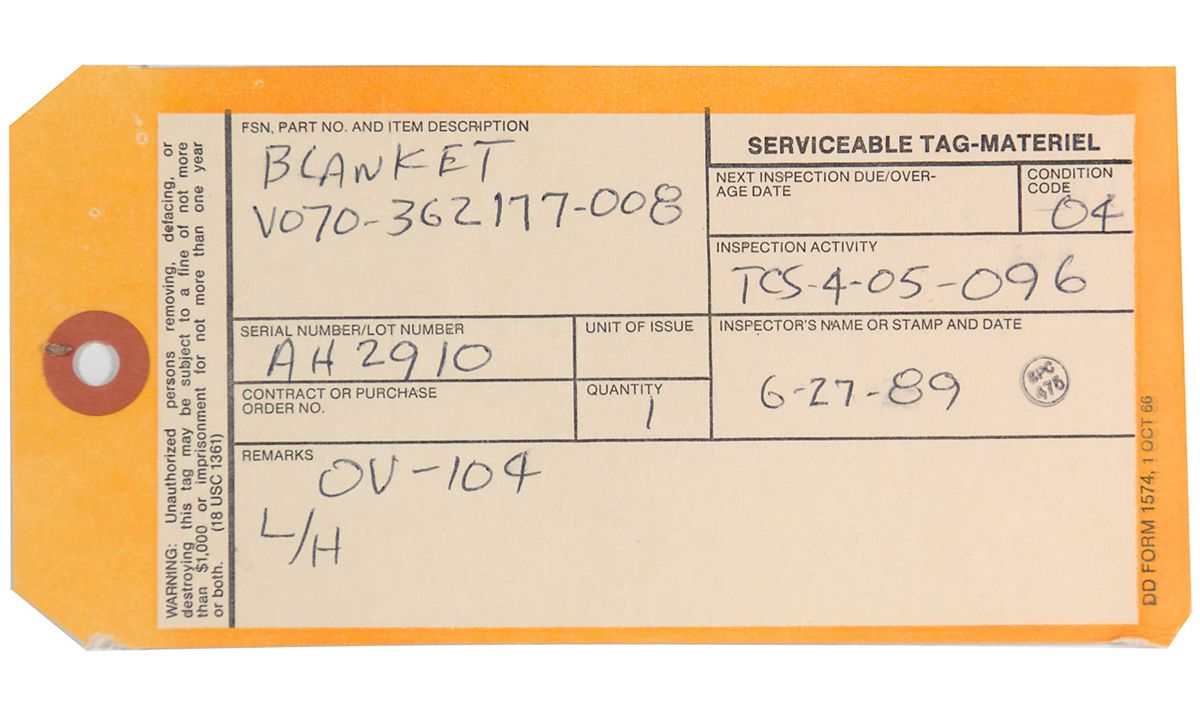 WARNING: Unauthorized persons removing, defacing, or
destroying this tag may be subject to a fine of not more
than $1,000 or imprisonment for not more than one year
or both. (18 USC 1361)
FSN, PART NO. AND ITEM DESCRIPTION
BLANKET
V070-362177-008
SERVICEABLE TAG-MATERIEL
NEXT INSPECTION DUE/OVER-
AGE DATE
CONDITION
CODE
04
INSPECTION ACTIVITY
TCS-4-05-096
SERIAL NUMBER/LOT NUMBER
AH2910
UNIT OF ISSUE
INSPECTOR'S NAME OR STAMP AND DATE
6-27-89
SPC
475
CONTRACT OR PURCHASE
ORDER NO.
QUANTITY
1
REMARKS
OV-104
L/H
DD FORM 1574, 1 OCT 66